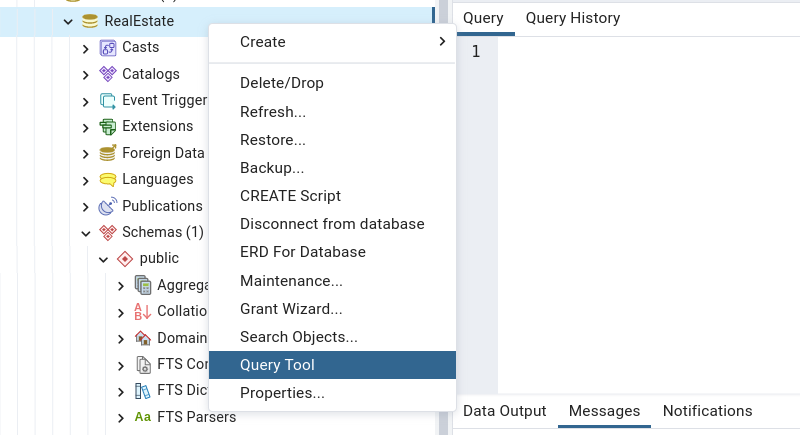 RealEstate
Casts
Catalogs
Event Trigger
Extensions
Foreign Data
Languages
Publications
Schemas (1)
public
Aggrega
Collatio
Domain
FTS Co
FTS Dic
Aa FTS Parsers
Create
Delete/Drop
Refresh...
Restore...
Backup...
CREATE Script
Disconnect from database
ERD For Database
Maintenance...
Grant Wizard...
Search Objects...
Query Tool
Properties...
Query Query History
1
Data Output Messages Notifications